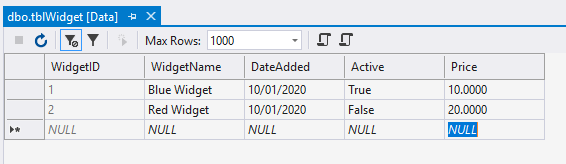 dbo.tblWidget [Data]
Max Rows: 1000
WidgetID WidgetName DateAdded Active Price
1 Blue Widget 10/01/2020 True 10.0000
2 Red Widget 10/01/2020 False 20.0000
NULL NULL NULL NULL NULL